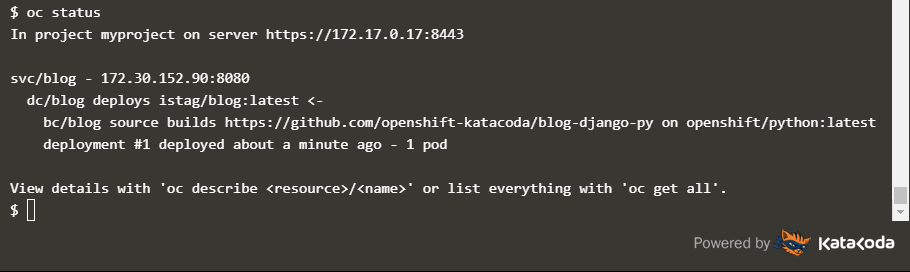 $ oc status
In project myproject on server https://172.17.0.17:8443
svc/blog - 172.30.152.90:8080
dc/blog deploys istag/blog:latest <-
bc/blog source builds https://github.com/openshift-katacoda/blog-django-py on openshift/python:latest
deployment #1 deployed about a minute ago - 1 pod
View details with 'oc describe <resource>/<name>' or list everything with 'oc get all'.
$
Powered by KataKoda